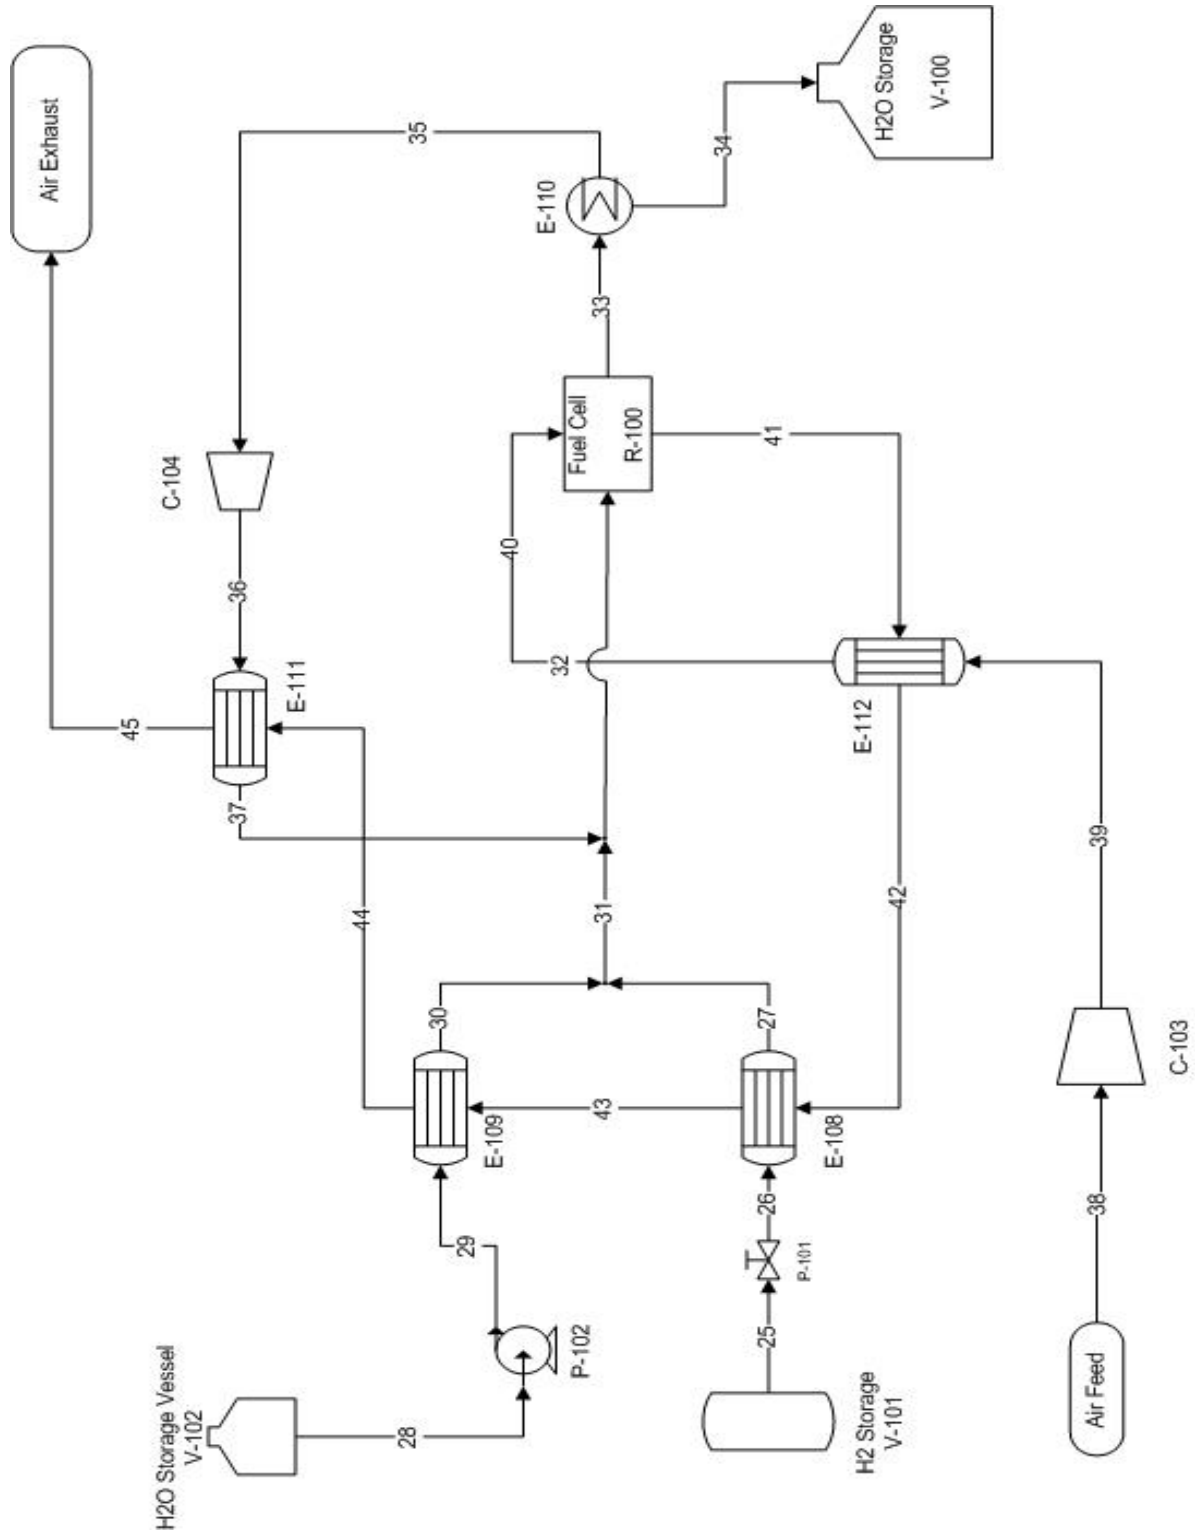 H2O Storage Vessel
V-102
28
P-102
29
E-109
30
H2 Storage
V-101
25
P-101
26
E-108
27
43
31
44
Air Feed
38
C-103
39
E-112
42
32
40
41
Fuel Cell
R-100
33
E-110
34
H2O Storage
V-100
35
C-104
36
E-111
37
45
Air Exhaust